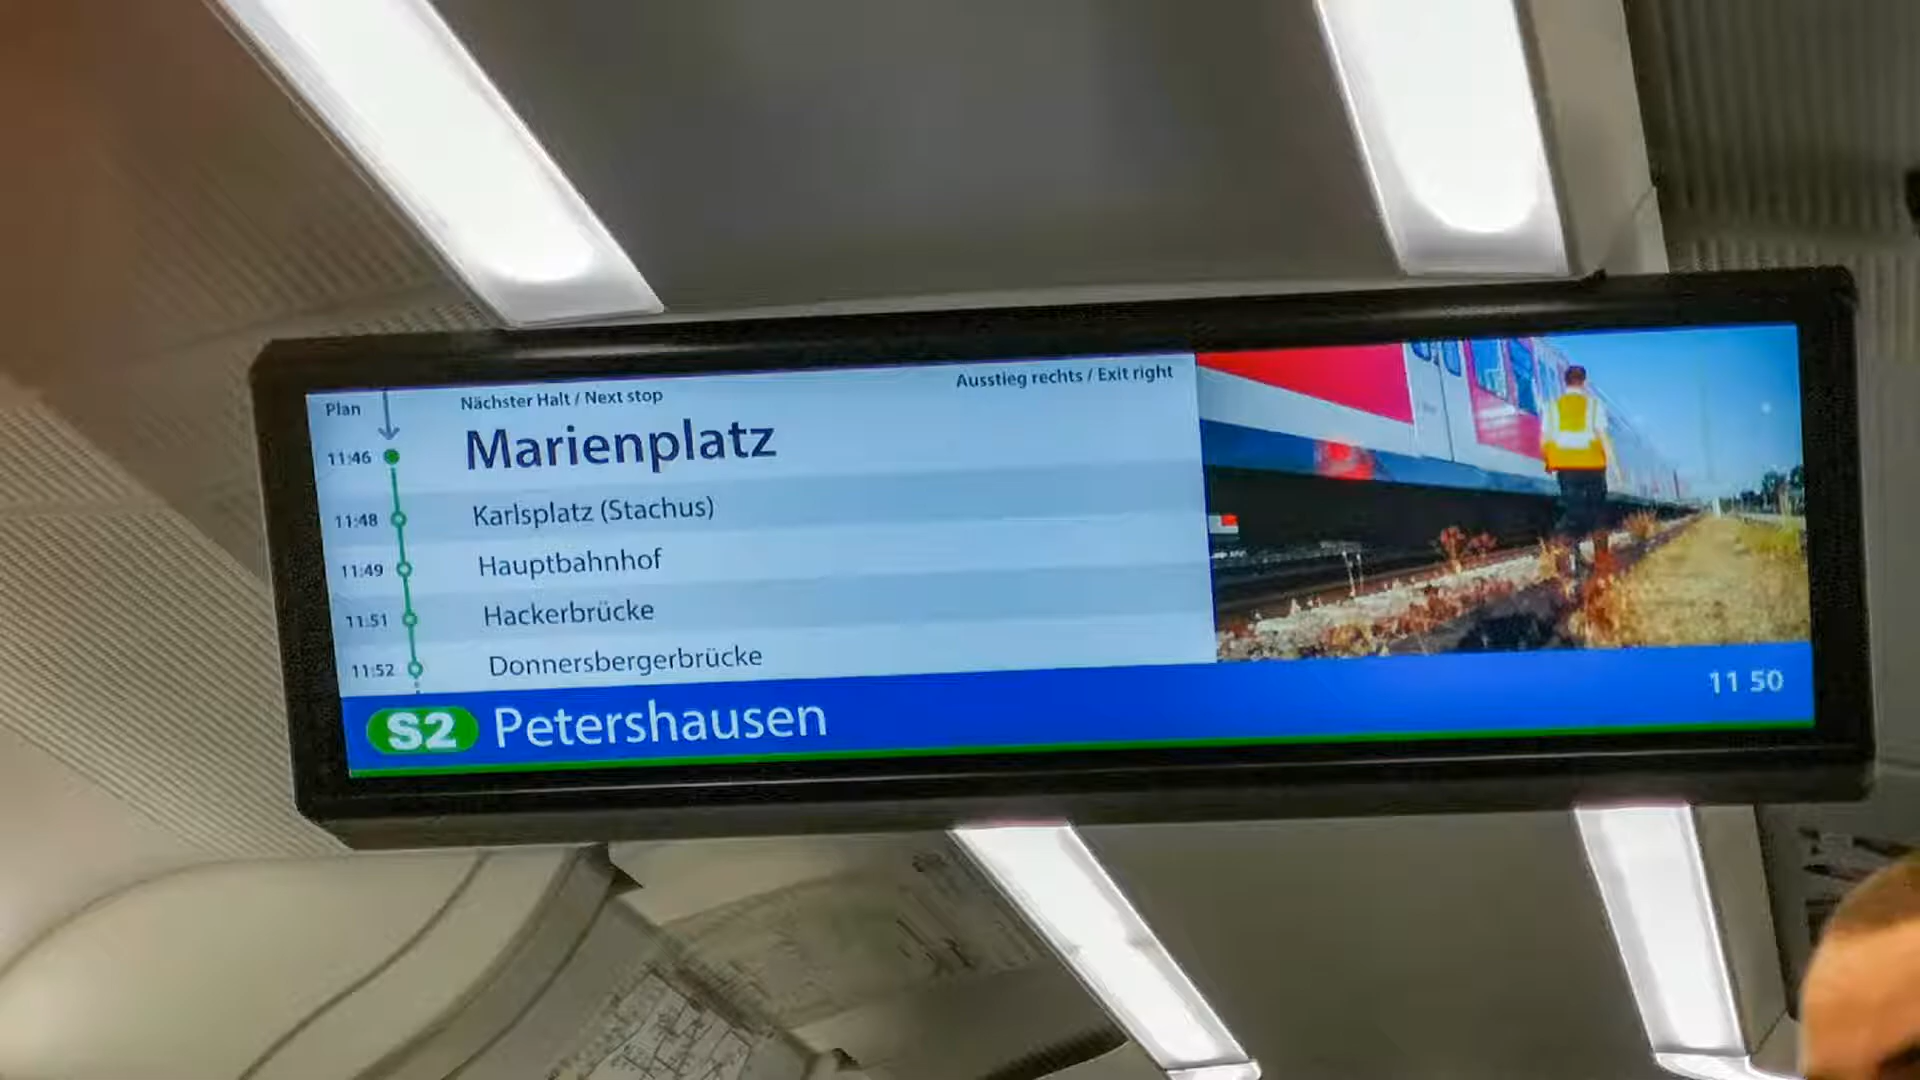 Plan
Nächster Halt / Next stop
Ausstieg rechts / Exit right
11:46 Marienplatz
11:48 Karlsplatz (Stachus)
11:49 Hauptbahnhof
11:51 Hackerbrücke
11:52 Donnersbergerbrücke
S2 Petershausen
11 50